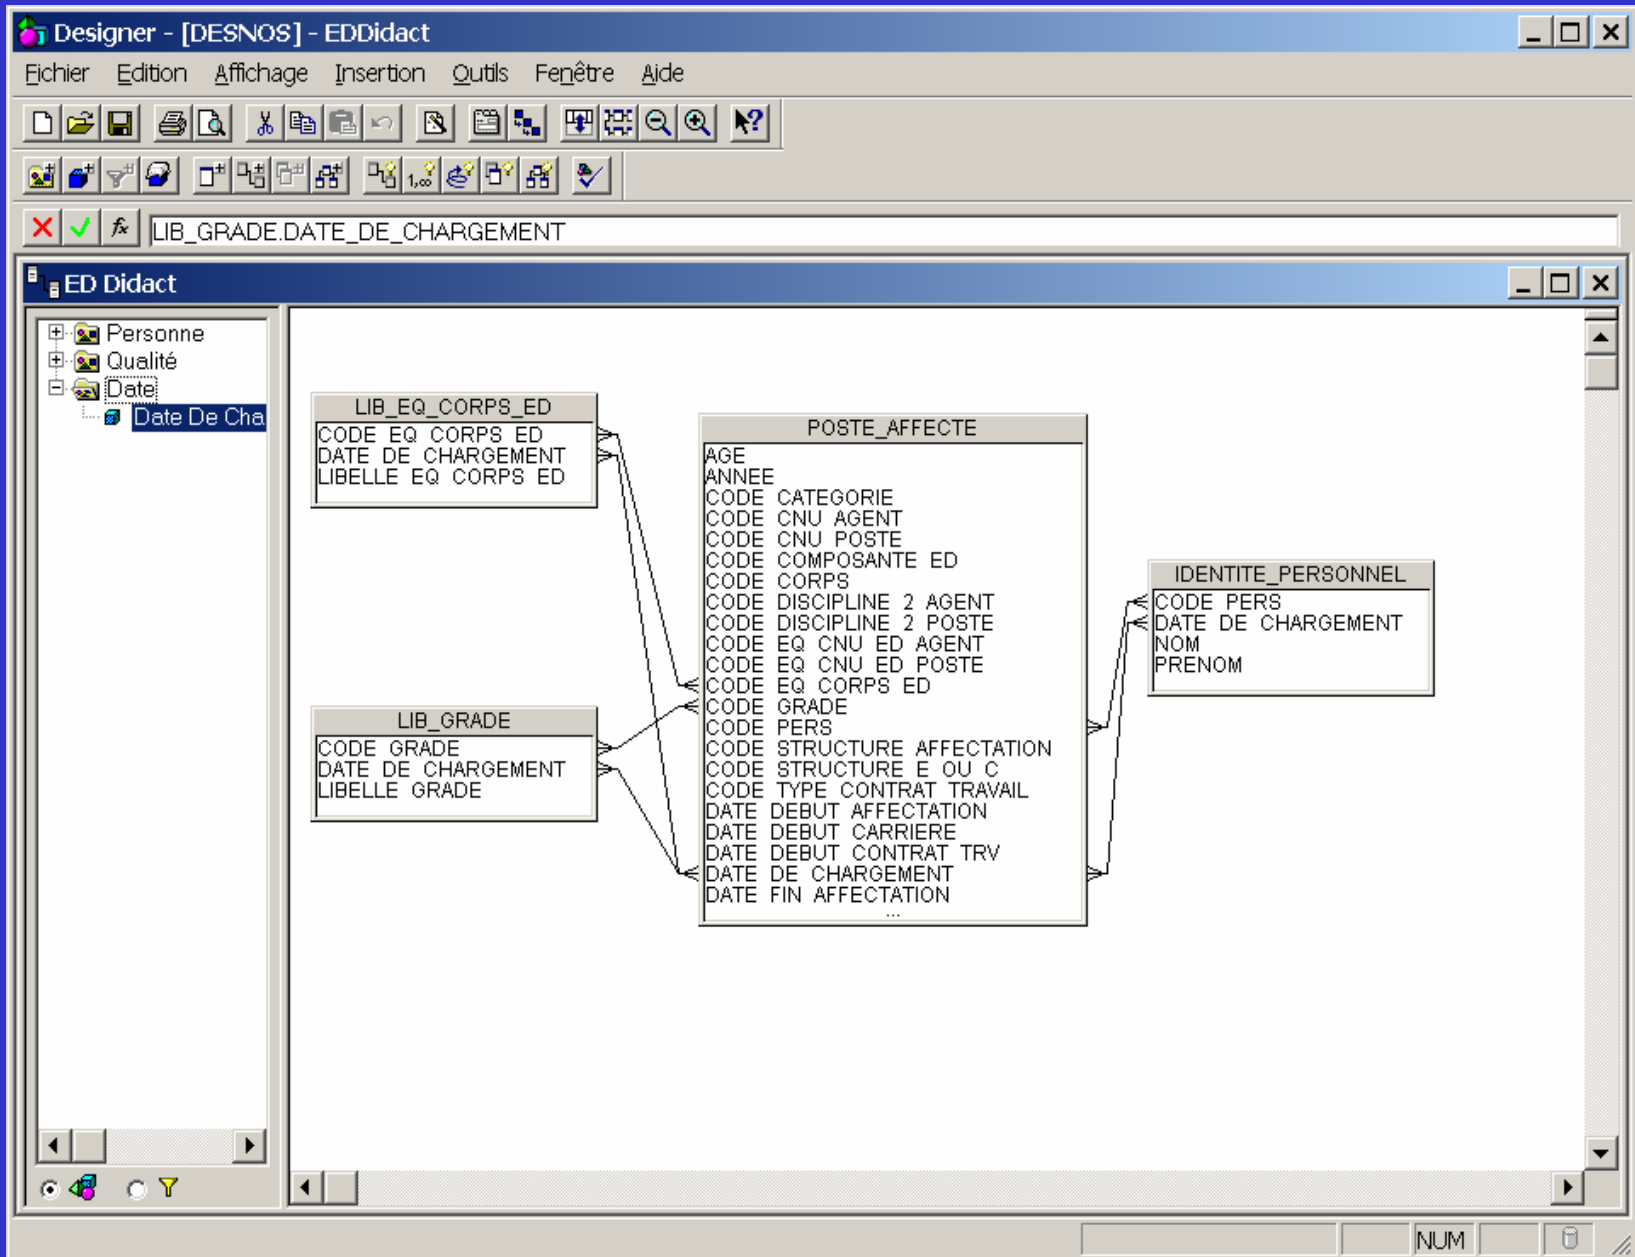 Designer - [DESNOS] - EDDidact
Fichier Edition Affichage Insertion Outils Fenêtre Aide
LIB_GRADE.DATE_DE_CHARGEMENT
ED Didact
Personne
Qualité
Date
Date De Cha
LIB_EQ_CORPS_ED
CODE EQ CORPS ED
DATE DE CHARGEMENT
LIBELLE EQ CORPS ED
LIB_GRADE
CODE GRADE
DATE DE CHARGEMENT
LIBELLE GRADE
POSTE_AFFECTE
AGE
ANNEE
CODE CATEGORIE
CODE CNU AGENT
CODE CNU POSTE
CODE COMPOSANTE ED
CODE CORPS
CODE DISCIPLINE 2 AGENT
CODE DISCIPLINE 2 POSTE
CODE EQ CNU ED AGENT
CODE EQ CNU ED POSTE
CODE EQ CORPS ED
CODE GRADE
CODE PERS
CODE STRUCTURE AFFECTATION
CODE STRUCTURE E OU C
CODE TYPE CONTRAT TRAVAIL
DATE DEBUT AFFECTATION
DATE DEBUT CARRIERE
DATE DEBUT CONTRAT TRV
DATE DE CHARGEMENT
DATE FIN AFFECTATION
...
IDENTITE_PERSONNEL
CODE PERS
DATE DE CHARGEMENT
NOM
PRENOM
NUM